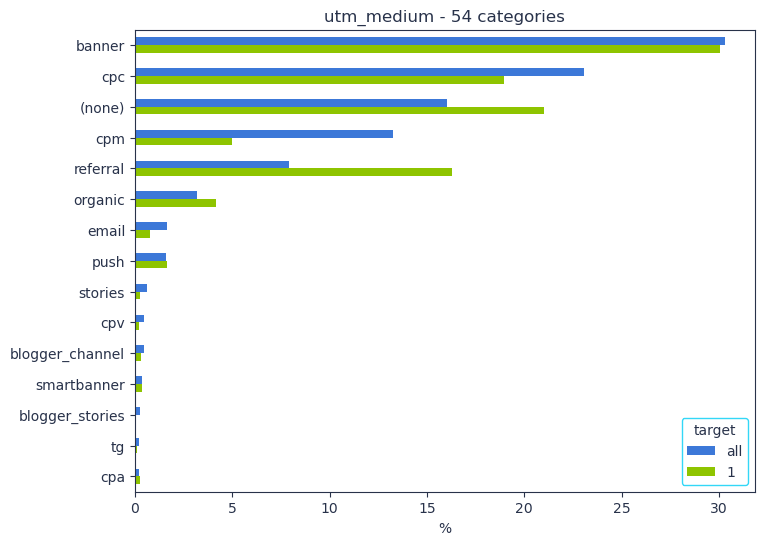 utm_medium - 54 categories
banner
cpc
(none)
cpm
referral
organic
email
push
stories
cpv
blogger_channel
smartbanner
blogger_stories
tg
cpa
target
all
1
0 5 10 15 20 25 30
%